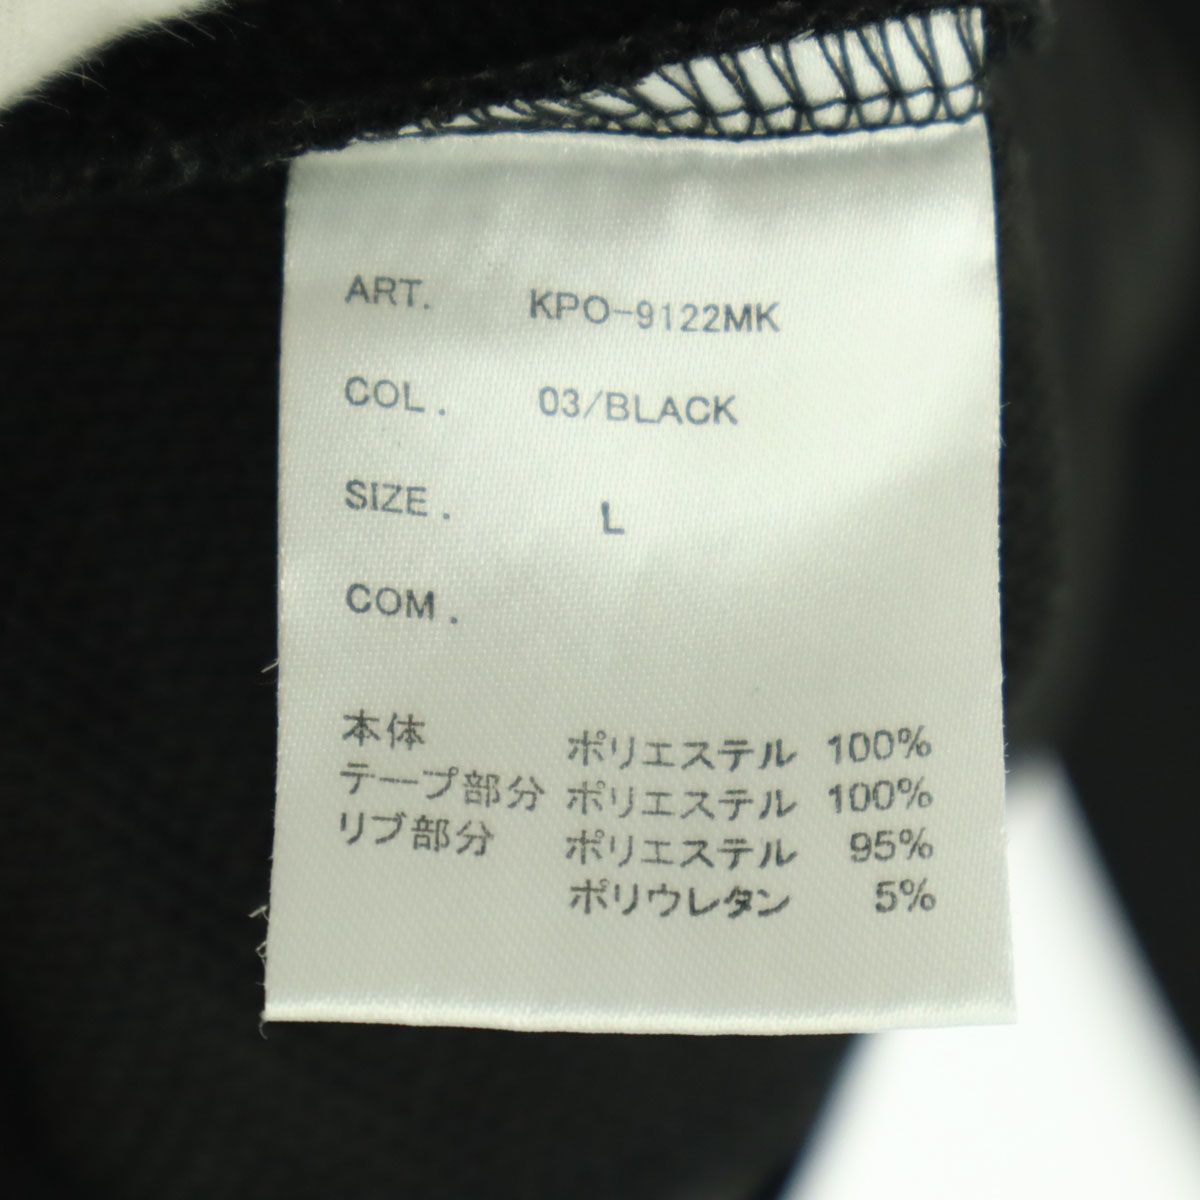 ART. KPO-9122MK
COL. 03/BLACK
SIZE. L
COM.
本体 ポリエステル 100%
テープ部分 ポリエステル 100%
リブ部分 ポリエステル 95%
ポリウレタン 5%